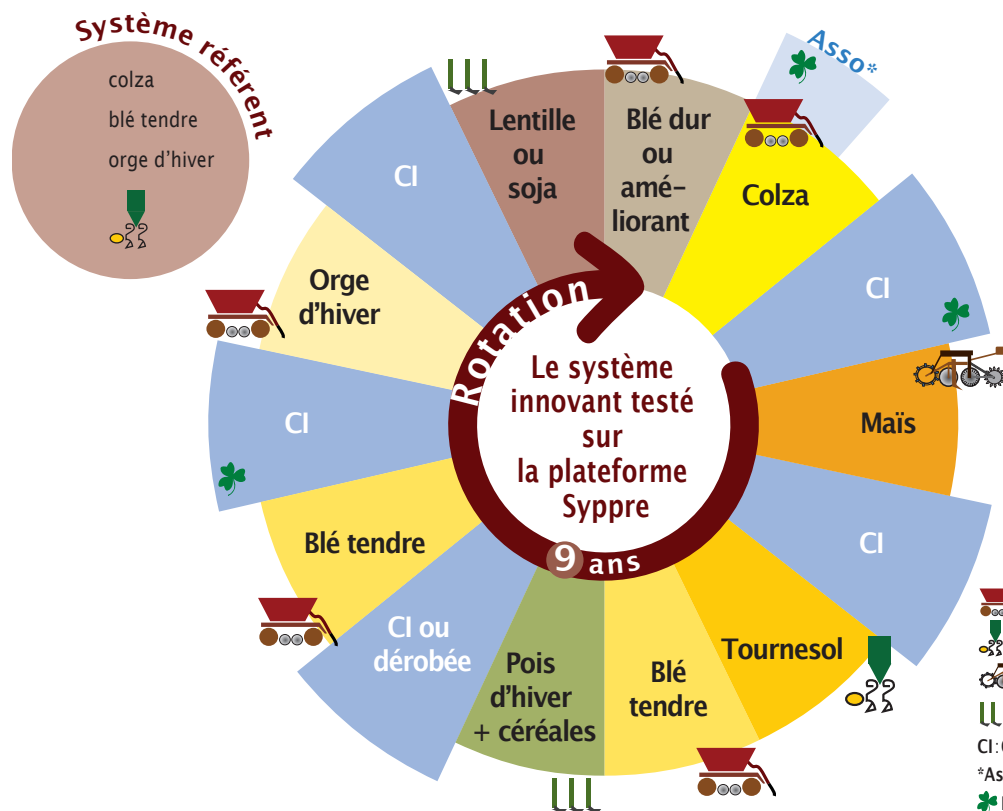 Système référent
colza
blé tendre
orge d'hiver
Asso*
Lentille
ou
soja
Blé dur
ou
amé-
liorant
Colza
CI
Maïs
CI
Tournesol
Blé
tendre
Pois
d'hiver
+ céréales
CI ou
dérobée
Blé tendre
CI
Orge
d'hiver
CI
Rotation
9 ans
Le système
innovant testé
sur
la plateforme
Syppre
CI :
*As